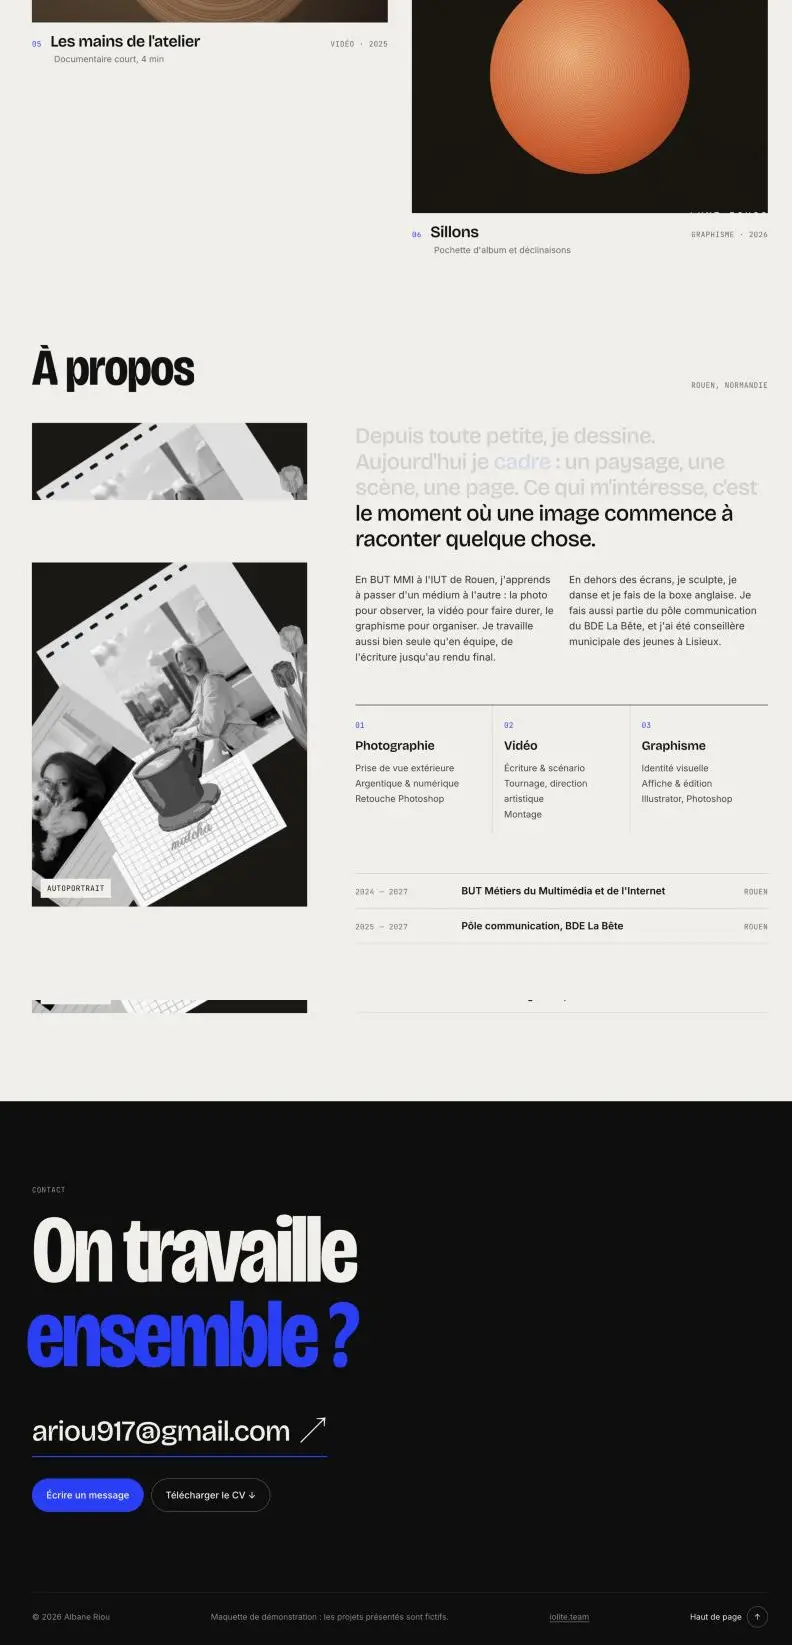 05 Les mains de l'atelier VIDÉO · 2025
Documentaire court, 4 min
06 Sillons GRAPHISME · 2026
Pochette d'album et déclinaisons
À propos
ROUEN, NORMANDIE
Depuis toute petite, je dessine.
Aujourd'hui je cadre : un paysage, une
scène, une page. Ce qui m'intéresse, c'est
le moment où une image commence à
raconter quelque chose.
En BUT MMI à l'IUT de Rouen, j'apprends
à passer d'un médium à l'autre : la photo
pour observer, la vidéo pour faire durer, le
graphisme pour organiser. Je travaille
aussi bien seule qu'en équipe, de
l'écriture jusqu'au rendu final.
En dehors des écrans, je sculpte, je
danse et je fais de la boxe anglaise. Je
fais aussi partie du pôle communication
du BDE La Bête, et j'ai été conseillère
municipale des jeunes à Lisieux.
matcha
AUTOPORTRAIT
01
Photographie
Prise de vue extérieure
Argentique & numérique
Retouche Photoshop
02
Vidéo
Écriture & scénario
Tournage, direction
artistique
Montage
03
Graphisme
Identité visuelle
Affiche & édition
Illustrator, Photoshop
2024 — 2027 BUT Métiers du Multimédia et de l'Internet ROUEN
2025 — 2027 Pôle communication, BDE La Bête ROUEN
CONTACT
On travaille
ensemble ?
ariou917@gmail.com ↗
Écrire un message
Télécharger le CV ↓
© 2026 Albane Riou
Maquette de démonstration : les projets présentés sont fictifs.
iolite.team
Haut de page ↑